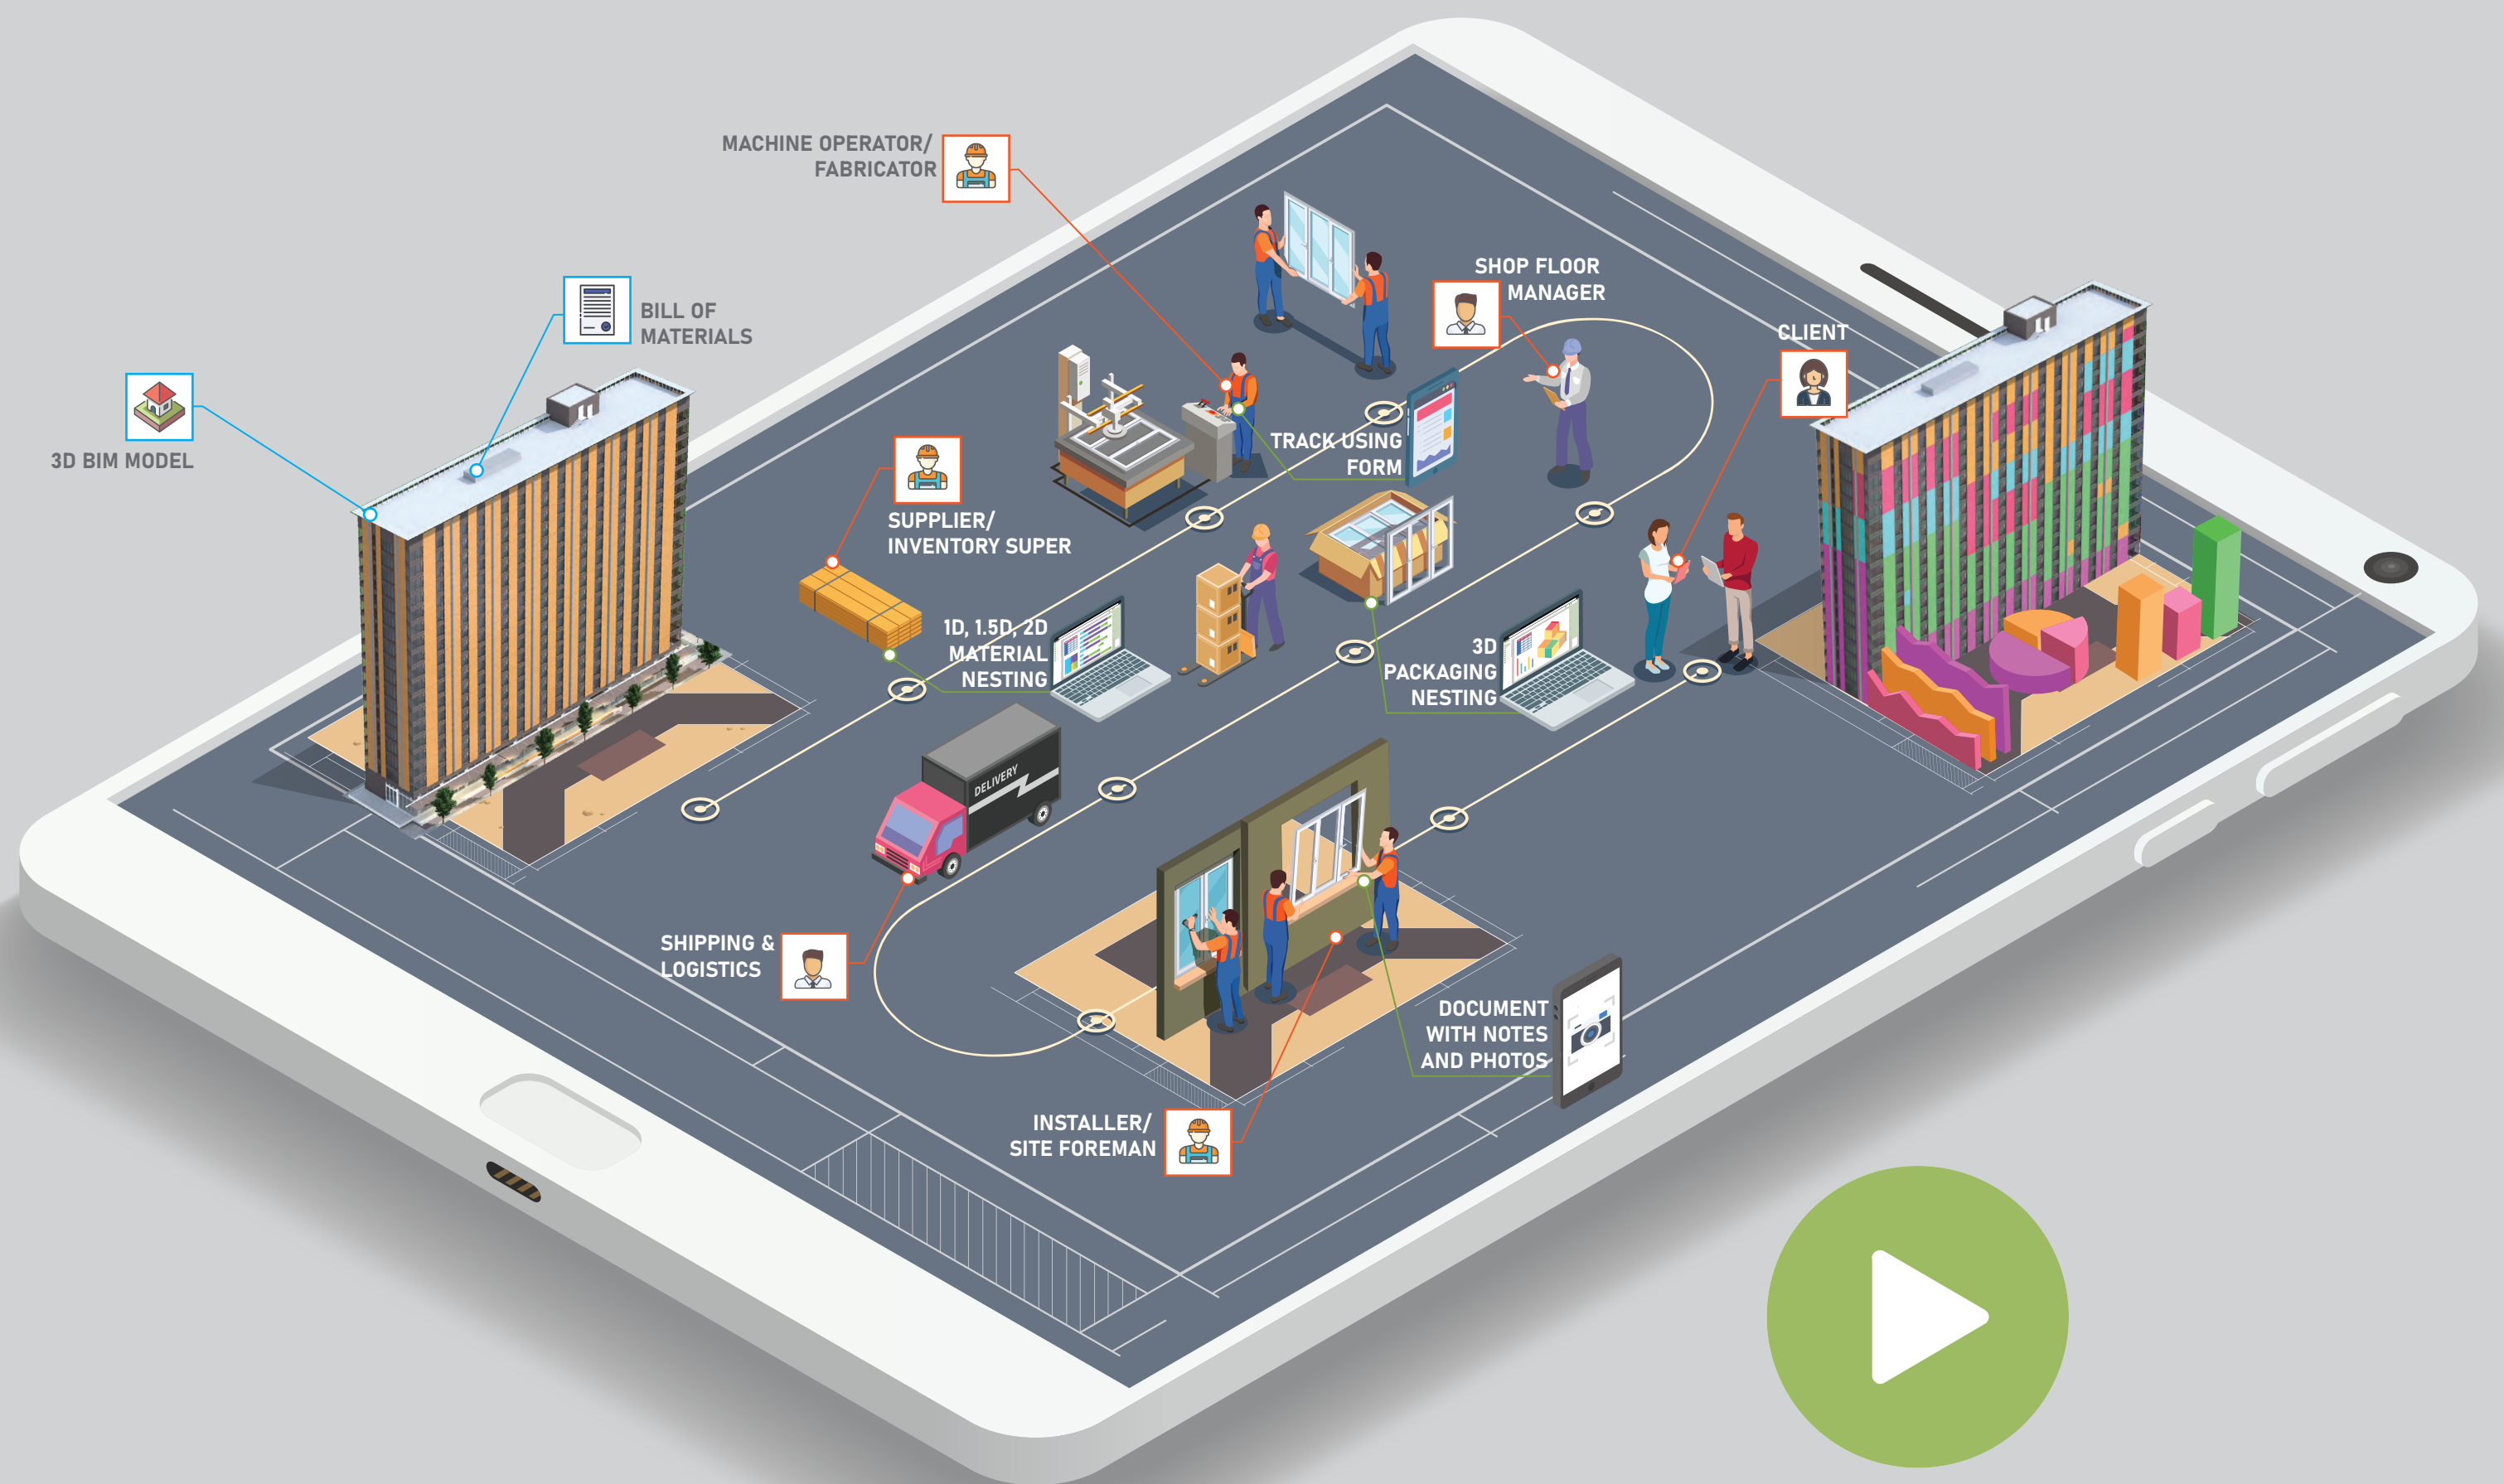 MACHINE OPERATOR/
FABRICATOR
SHOP FLOOR
MANAGER
BILL OF
MATERIALS
CLIENT
3D BIM MODEL
TRACK USING
FORM
SUPPLIER/
INVENTORY SUPER
1D, 1.5D, 2D
MATERIAL
NESTING
3D
PACKAGING
NESTING
DELIVERY
SHIPPING &
LOGISTICS
DOCUMENT
WITH NOTES
AND PHOTOS
INSTALLER/
SITE FOREMAN